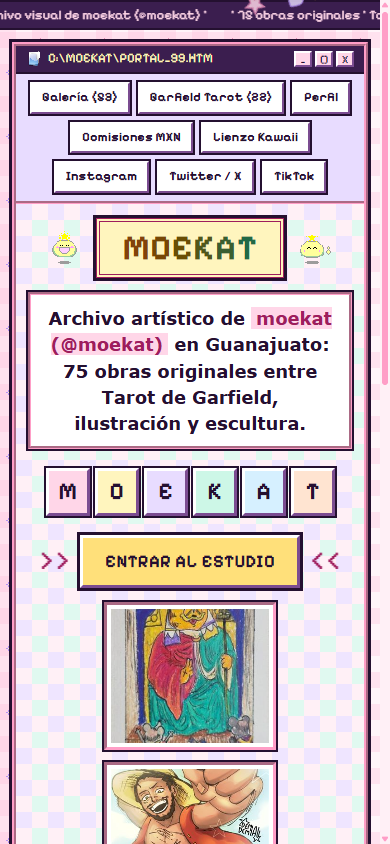 ivo visual de moekat (@moekat) * * 75 obras originales * To
C:\MOEKAT\PORTAL_99.HTM
_ □ X
Galería (53) Garfield Tarot (22) Perfil
Comisiones MXN Lienzo Kawaii
Instagram Twitter / X TikTok
MOEKAT
Archivo artístico de moekat
(@moekat) en Guanajuato:
75 obras originales entre
Tarot de Garfield,
ilustración y escultura.
M O E K A T
>> ENTRAR AL ESTUDIO <<